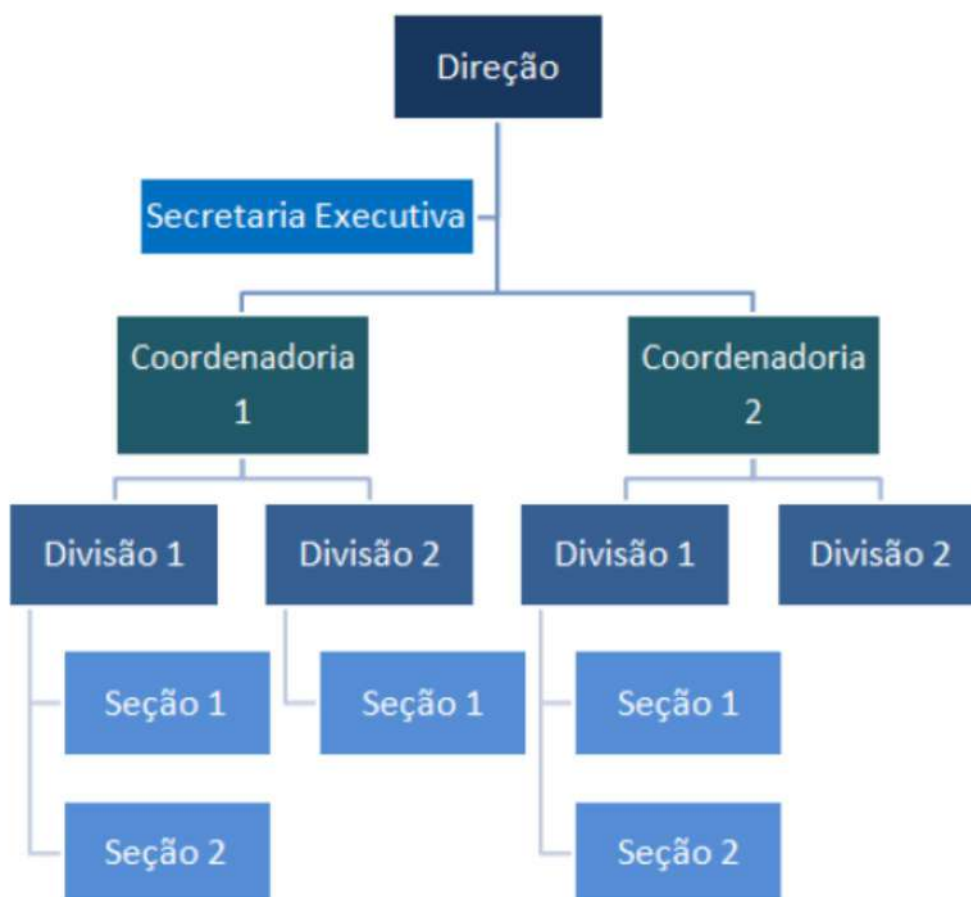 Direção
Secretaria Executiva
Coordenadoria
1
Coordenadoria
2
Divisão 1
Divisão 2
Divisão 1
Divisão 2
Seção 1
Seção 1
Seção 1
Seção 2
Seção 2